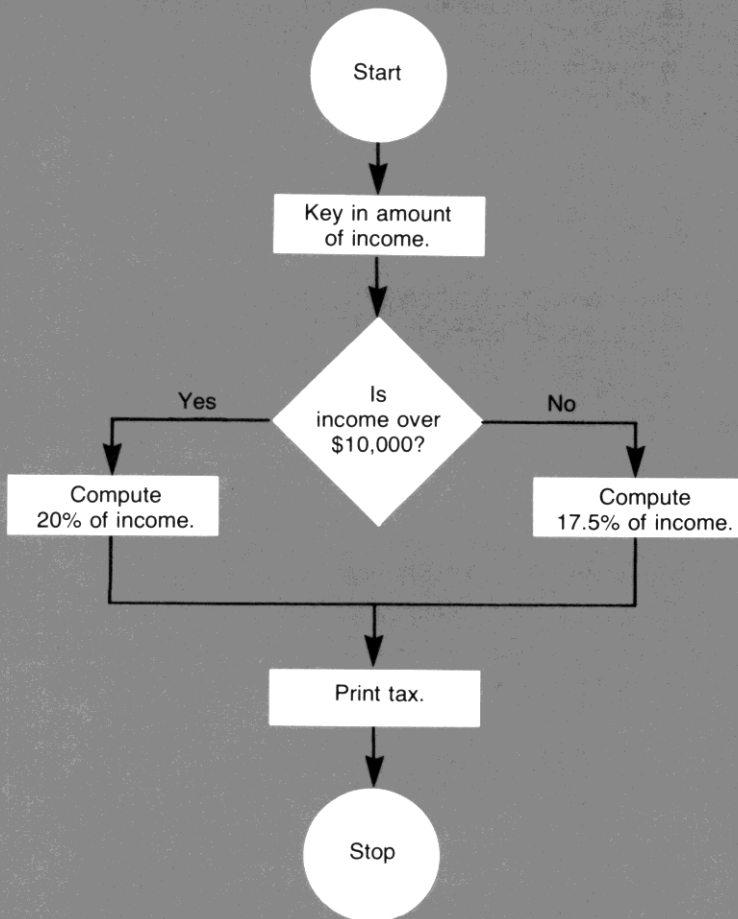 Start
Key in amount
of income.
Is
income over
$10,000?
Yes
No
Compute
20% of income.
Compute
17.5% of income.
Print tax.
Stop